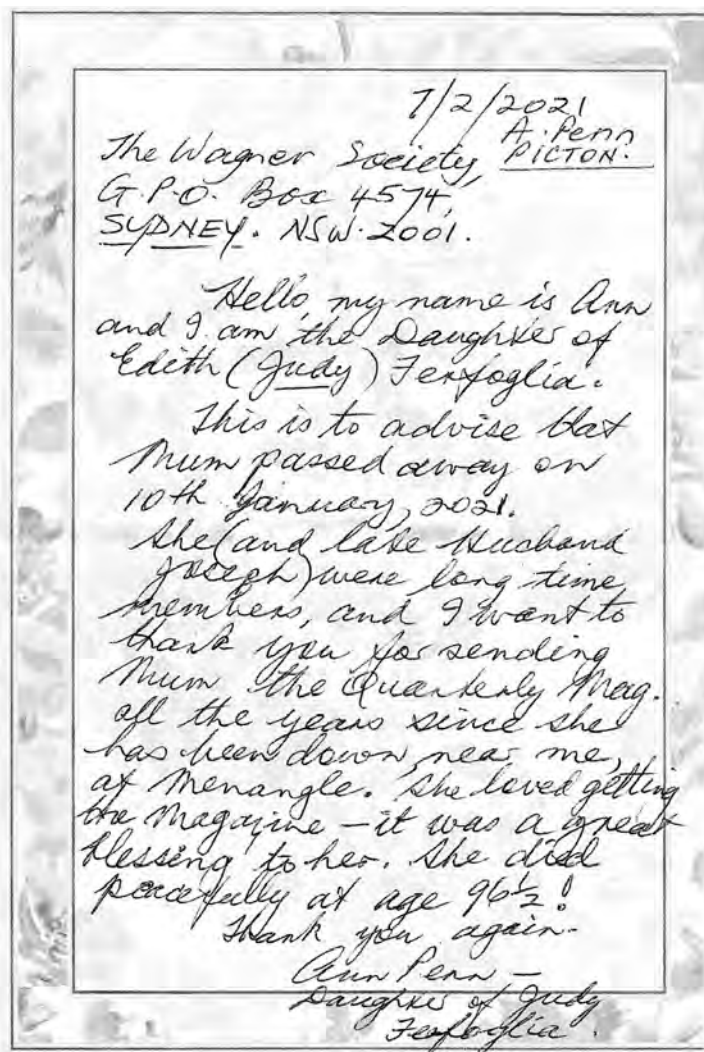 7/2/2021
A. Penn
The Wagner Society, PICTON.
G.P.O. Box 4574,
SYDNEY. NSW. 2001.
Hello, my name is Ann
and I am the Daughter of
Edith (Judy) Ferfoglia.
This is to advise that
Mum passed away on
10th January, 2021.
She (and late Husband
Joseph) were long time
members, and I want to
thank you for sending
Mum the Quarterly Mag.
all the years since she
has been down near me,
at Menangle. She loved getting
the Magazine – it was a great
blessing to her. She died
peacefully at age 96½!
Thank you again.
Ann Penn –
Daughter of Judy
Ferfoglia.